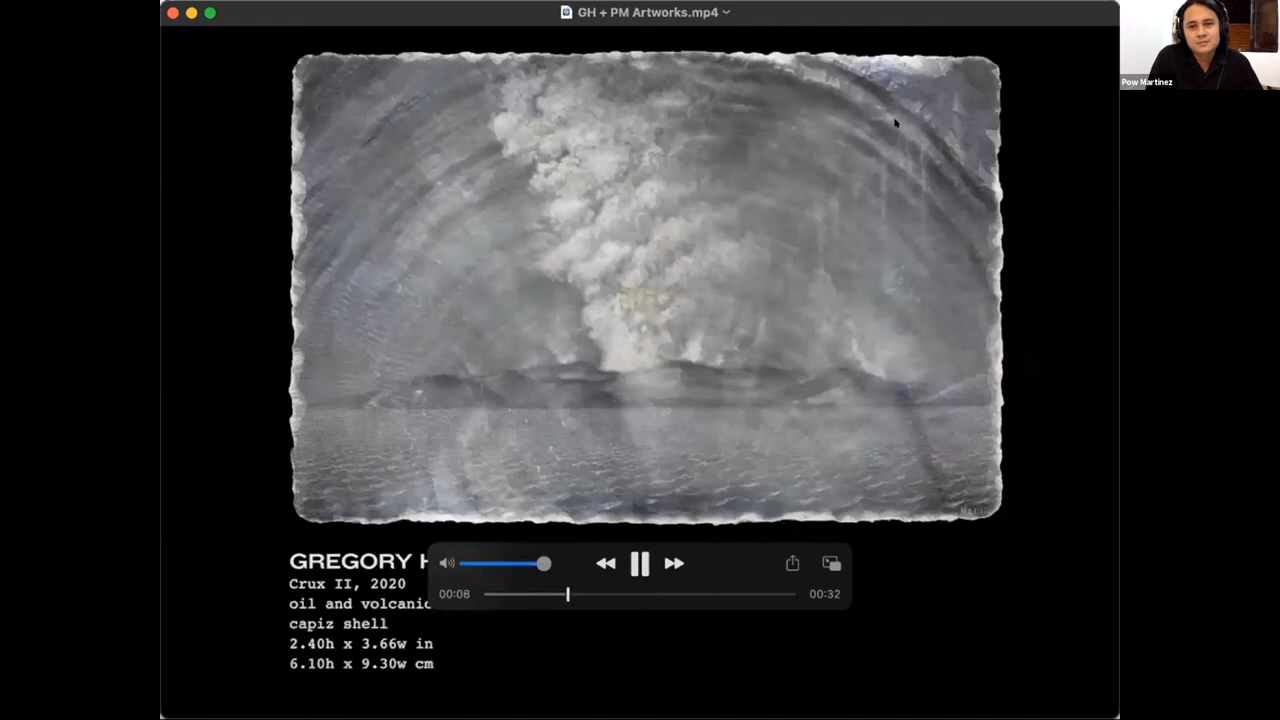 GH + PM Artworks.mp4
Pow Martinez
GREGORY H
Crux II, 2020
oil and volcanic
capiz shell
2.40h x 3.66w in
6.10h x 9.30w cm
00:08
00:32